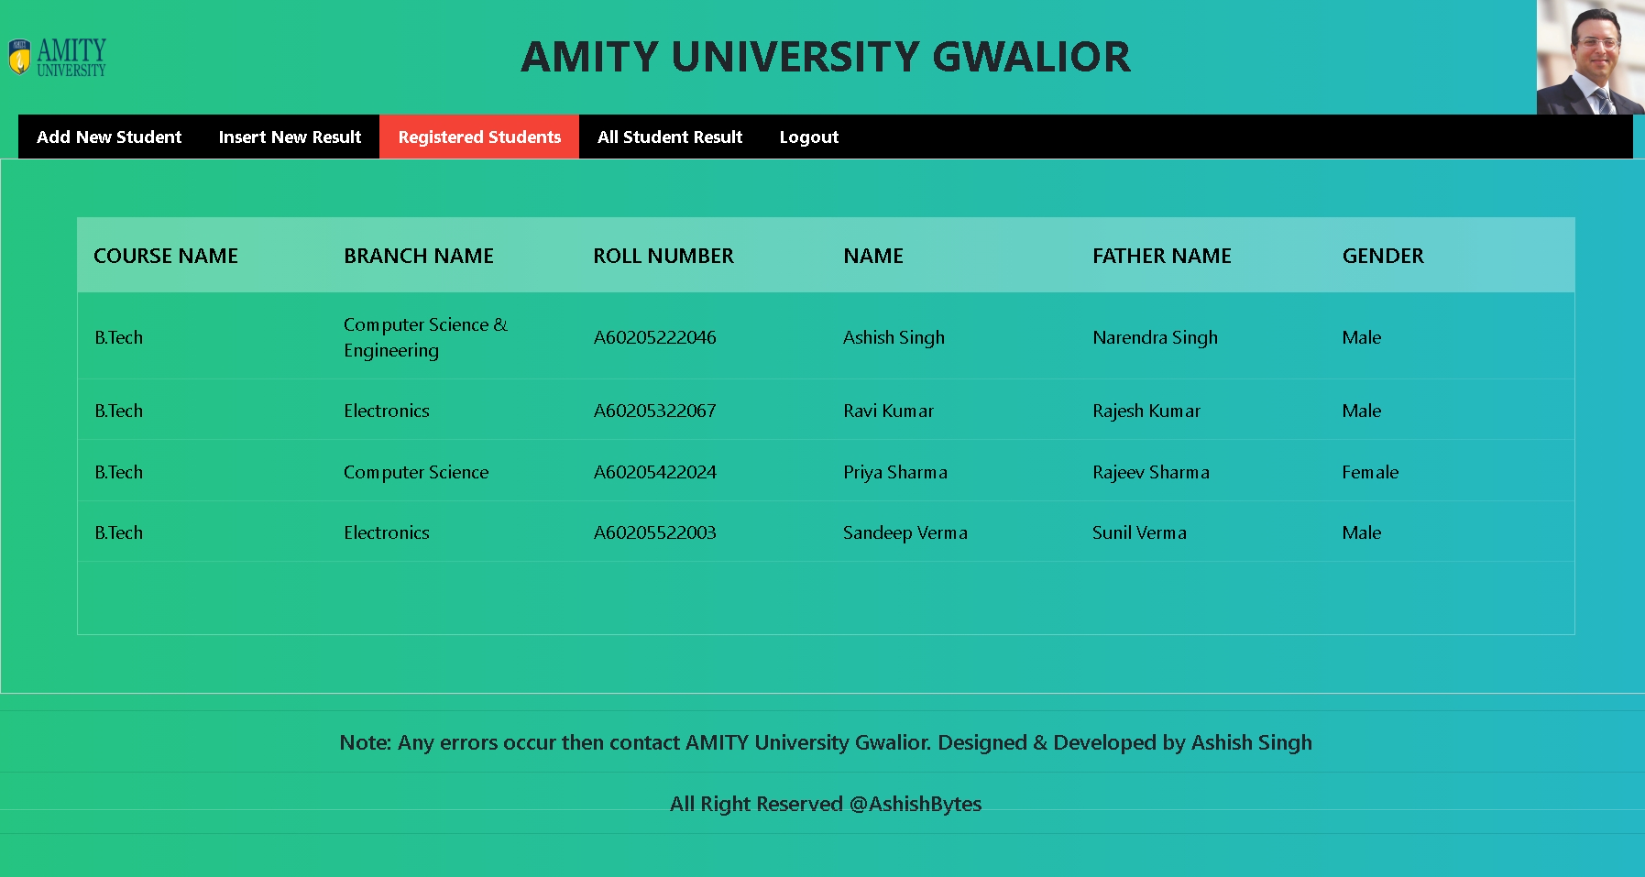 AMITY
UNIVERSITY
AMITY UNIVERSITY GWALIOR
Add New Student Insert New Result Registered Students All Student Result Logout
COURSE NAME BRANCH NAME ROLL NUMBER NAME FATHER NAME GENDER
B.Tech Computer Science & Engineering A60205222046 Ashish Singh Narendra Singh Male
B.Tech Electronics A60205322067 Ravi Kumar Rajesh Kumar Male
B.Tech Computer Science A60205422024 Priya Sharma Rajeev Sharma Female
B.Tech Electronics A60205522003 Sandeep Verma Sunil Verma Male
Note: Any errors occur then contact AMITY University Gwalior. Designed & Developed by Ashish Singh
All Right Reserved @AshishBytes